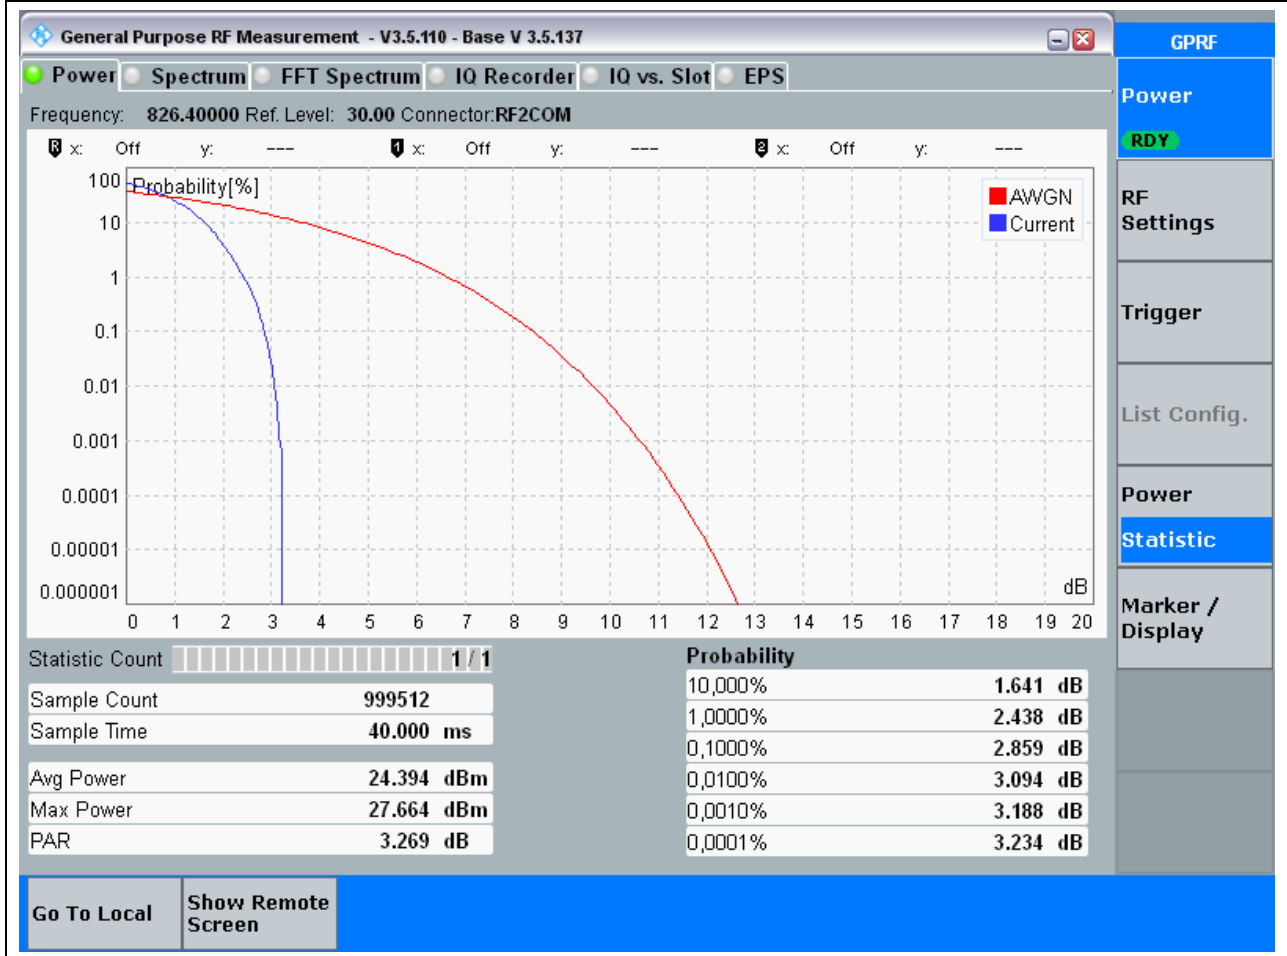 General Purpose RF Measurement - V3.5.110 - Base V 3.5.137
GPRF
Power Spectrum FFT Spectrum IQ Recorder IQ vs. Slot EPS
Frequency: 826.40000 Ref. Level: 30.00 Connector:RF2COM
R x: Off y: --- 1 x: Off y: --- 2 x: Off y: ---
Probability[%]
AWGN
Current
100
10
1
0.1
0.01
0.001
0.0001
0.00001
0.000001
dB
0 1 2 3 4 5 6 7 8 9 10 11 12 13 14 15 16 17 18 19 20
Statistic Count 1 / 1
Sample Count 999512
Sample Time 40.000 ms
Avg Power 24.394 dBm
Max Power 27.664 dBm
PAR 3.269 dB
Probability
10,000% 1.641 dB
1,0000% 2.438 dB
0,1000% 2.859 dB
0,0100% 3.094 dB
0,0010% 3.188 dB
0,0001% 3.234 dB
Power
RDY
RF
Settings
Trigger
List Config.
Power
Statistic
Marker /
Display
Go To Local
Show Remote
Screen